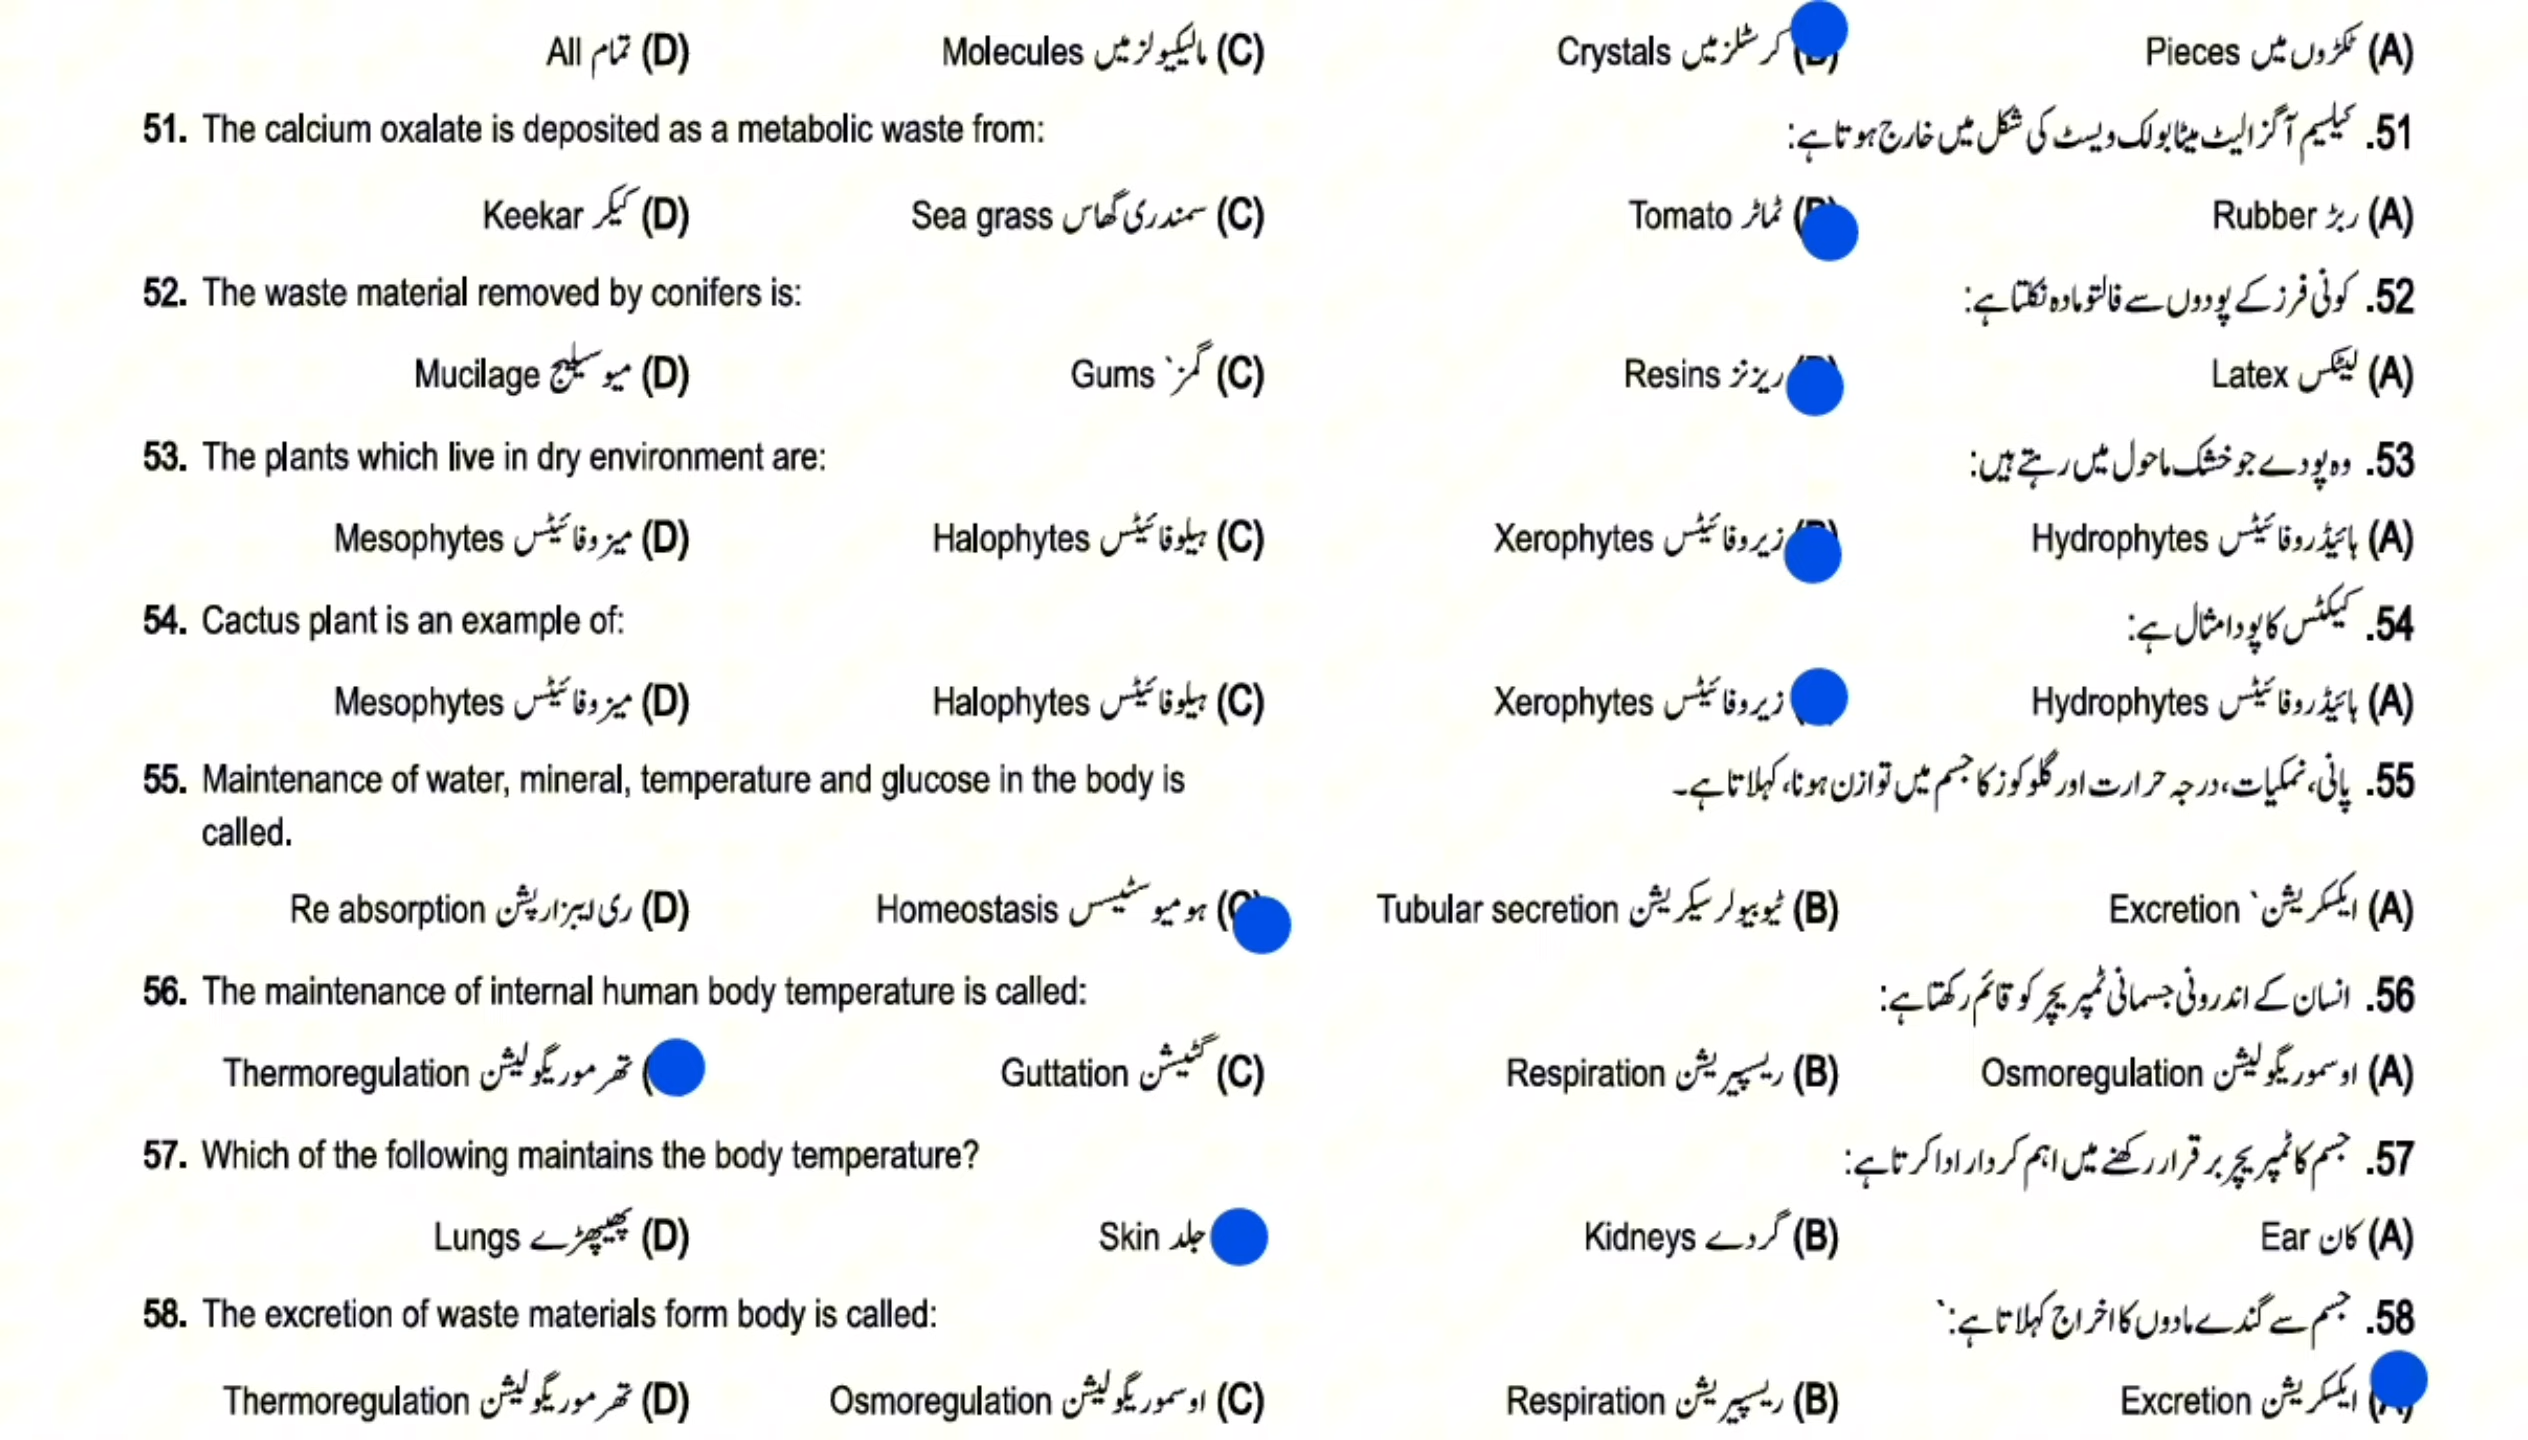 (A) ٹکڑوں میں Pieces (B) کرسٹلز میں Crystals (C) مالیکیولز میں Molecules (D) تمام All
51. The calcium oxalate is deposited as a metabolic waste from: .51 کیلسیم آگزالیٹ میٹابولک ویسٹ کی شکل میں خارج ہوتا ہے:
(A) ربڑ Rubber (B) ٹماٹر Tomato (C) سمندری گھاس Sea grass (D) کیکر Keekar
52. The waste material removed by conifers is: .52 کونی فرز کے پودوں سے فالتو مادہ نکلتا ہے:
(A) لیٹکس Latex ریزنز Resins (C) گمز` Gums (D) میوسیلیج Mucilage
53. The plants which live in dry environment are: .53 وہ پودے جو خشک ماحول میں رہتے ہیں:
(A) ہائیڈروفائیٹس Hydrophytes زیروفائیٹس Xerophytes (C) ہیلوفائیٹس Halophytes (D) میزوفائیٹس Mesophytes
54. Cactus plant is an example of: .54 کیکٹس کا پودا مثال ہے:
(A) ہائیڈروفائیٹس Hydrophytes زیروفائیٹس Xerophytes (C) ہیلوفائیٹس Halophytes (D) میزوفائیٹس Mesophytes
55. Maintenance of water, mineral, temperature and glucose in the body is .55 پانی، نمکیات، درجہ حرارت اور گلوکوز کا جسم میں توازن ہونا، کہلاتا ہے۔
called.
(A) ایکسکریشن` Excretion (B) ٹیوبیولر سیکریشن Tubular secretion (C) ہومیوسٹیسس Homeostasis (D) ری ایبزارپشن Re absorption
56. The maintenance of internal human body temperature is called: .56 انسان کے اندرونی جسمانی ٹمپریچر کو قائم رکھتا ہے:
(A) اوسموریگولیشن Osmoregulation (B) ریسپیریشن Respiration (C) گٹیشن Guttation تھرموریگولیشن Thermoregulation
57. Which of the following maintains the body temperature? .57 جسم کا ٹمپریچر برقرار رکھنے میں اہم کردار ادا کرتا ہے:
(A) کان Ear (B) گردے Kidneys جلد Skin (D) پھیپھڑے Lungs
58. The excretion of waste materials form body is called: .58 جسم سے گندے مادوں کا اخراج کہلاتا ہے:`
(A) ایکسکریشن Excretion (B) ریسپیریشن Respiration (C) اوسموریگولیشن Osmoregulation (D) تھرموریگولیشن Thermoregulation